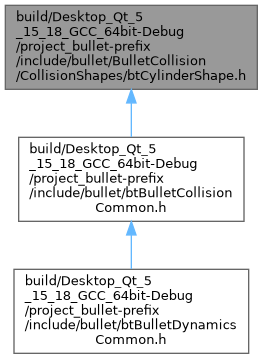 build/Desktop_Qt_5
_15_18_GCC_64bit-Debug
/project_bullet-prefix
/include/bullet/BulletCollision
/CollisionShapes/btCylinderShape.h
build/Desktop_Qt_5
_15_18_GCC_64bit-Debug
/project_bullet-prefix
/include/bullet/btBulletCollision
Common.h
build/Desktop_Qt_5
_15_18_GCC_64bit-Debug
/project_bullet-prefix
/include/bullet/btBulletDynamics
Common.h